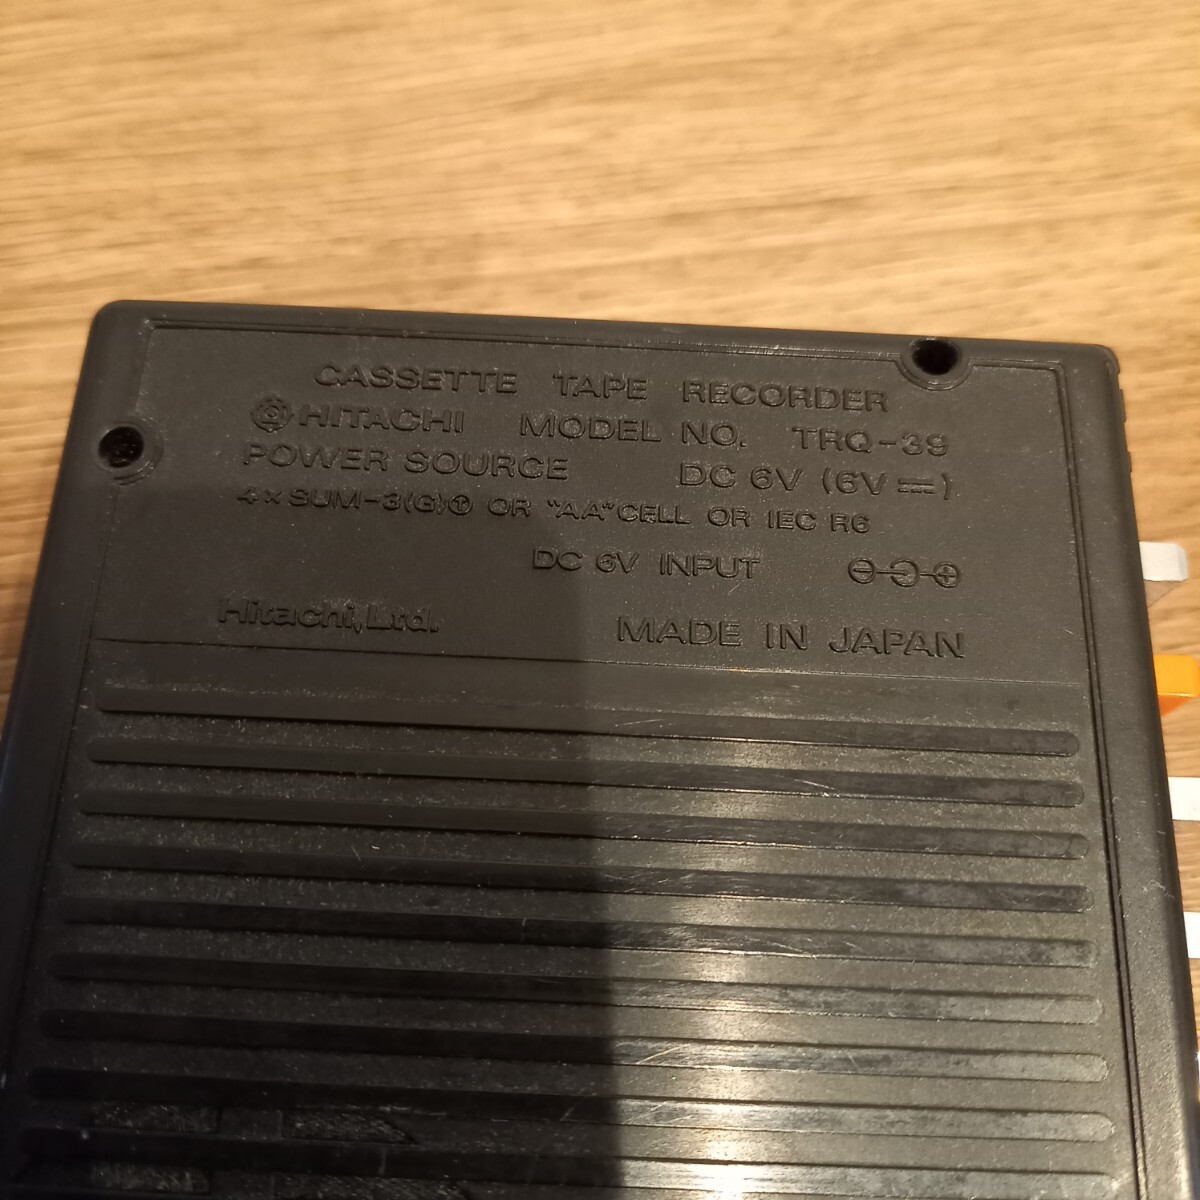 CASSETTE TAPE RECORDER
HITACHI MODEL NO. TRQ-39
POWER SOURCE DC 6V (6V⎓)
4×SUM-3(G)Ⓣ OR "AA" CELL OR IEC R6
DC 6V INPUT
Hitachi, Ltd. MADE IN JAPAN